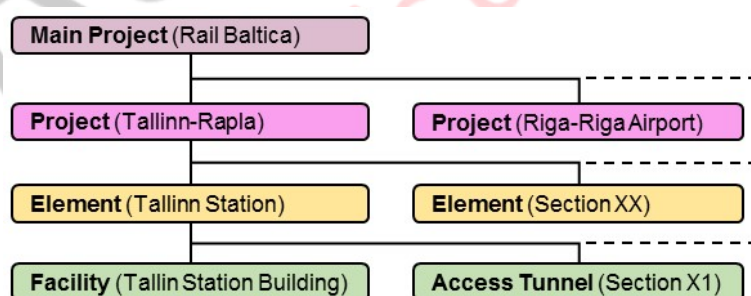 Main Project (Rail Baltica)
Project (Tallinn-Rapla)
Project (Riga-Riga Airport)
Element (Tallinn Station)
Element (Section XX)
Facility (Tallin Station Building)
Access Tunnel (Section X1)